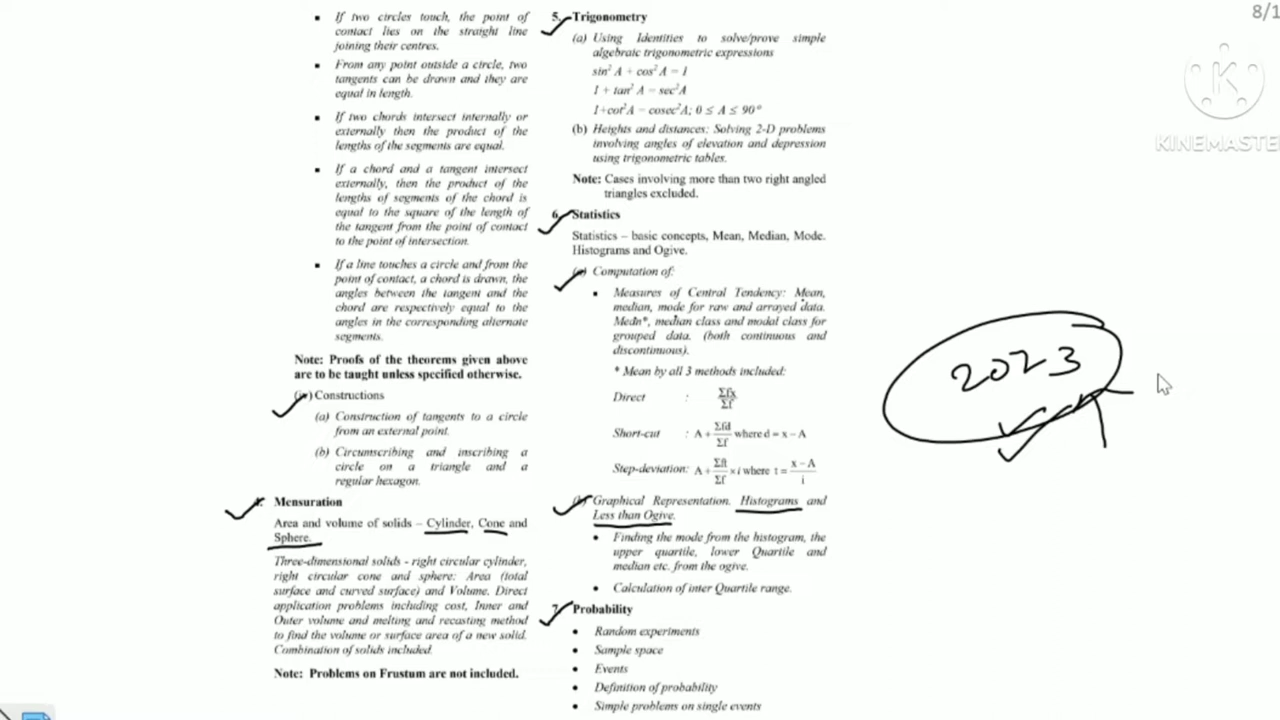 ▪ If two circles touch, the point of
contact lies on the straight line
joining their centres.
▪ From any point outside a circle, two
tangents can be drawn and they are
equal in length.
▪ If two chords intersect internally or
externally then the product of the
lengths of the segments are equal.
▪ If a chord and a tangent intersect
externally, then the product of the
lengths of segments of the chord is
equal to the square of the length of
the tangent from the point of contact
to the point of intersection.
▪ If a line touches a circle and from the
point of contact, a chord is drawn, the
angles between the tangent and the
chord are respectively equal to the
angles in the corresponding alternate
segments.
Note: Proofs of the theorems given above
are to be taught unless specified otherwise.
(iv) Constructions
(a) Construction of tangents to a circle
from an external point.
(b) Circumscribing and inscribing a
circle on a triangle and a
regular hexagon.
4. Mensuration
Area and volume of solids – Cylinder, Cone and
Sphere.
Three-dimensional solids - right circular cylinder,
right circular cone and sphere: Area (total
surface and curved surface) and Volume. Direct
application problems including cost, Inner and
Outer volume and melting and recasting method
to find the volume or surface area of a new solid.
Combination of solids included.
Note: Problems on Frustum are not included.
5. Trigonometry
(a) Using Identities to solve/prove simple
algebraic trigonometric expressions
sin² A + cos² A = 1
1 + tan² A = sec² A
1+cot² A = cosec² A; 0 ≤ A ≤ 90°
(b) Heights and distances: Solving 2-D problems
involving angles of elevation and depression
using trigonometric tables.
Note: Cases involving more than two right angled
triangles excluded.
6. Statistics
Statistics – basic concepts, Mean, Median, Mode.
Histograms and Ogive.
(a) Computation of:
▪ Measures of Central Tendency: Mean,
median, mode for raw and arrayed data.
Mean*, median class and modal class for
grouped data. (both continuous and
discontinuous).
* Mean by all 3 methods included:
Direct : Σfx/Σf
Short-cut : A + Σfd/Σf where d = x – A
Step-deviation: A + Σft/Σf × i where t = x – A/i
(b) Graphical Representation. Histograms and
Less than Ogive.
• Finding the mode from the histogram, the
upper quartile, lower Quartile and
median etc. from the ogive.
• Calculation of inter Quartile range.
7. Probability
• Random experiments
• Sample space
• Events
• Definition of probability
• Simple problems on single events
8/1
K
KINEMASTE
2023